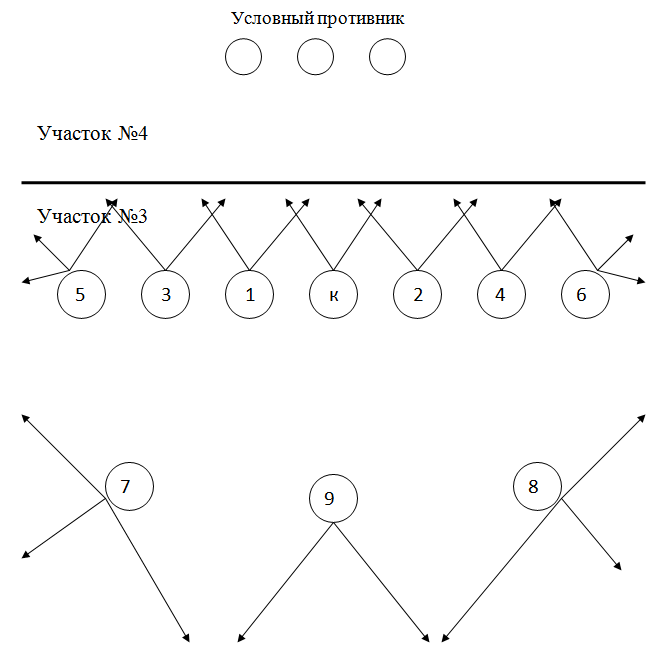 Условный противник
Участок №4
Участок №3
5 3 1 к 2 4 6
7 9 8